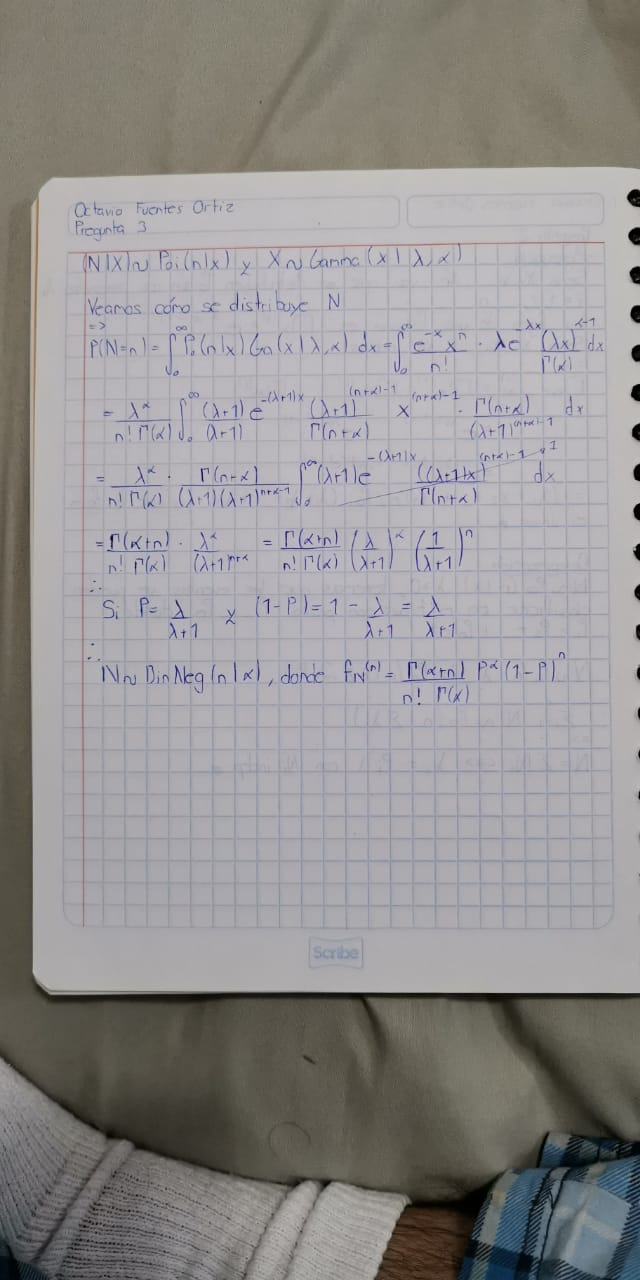 Octavio Fuentes Ortiz
Pregunta 3
(N|X)~ Poi(n|x) y X~ Gamma(x|λ,α)
Veamos cómo se distribuye N
=>
P(N=n) = ∫₀^∞ Po(n|x) Ga(x|λ,α) dx = ∫₀^∞ e^{-x} x^n / n! · λe^{-λx} (λx)^{α-1} / Γ(α) dx
= λ^α / n! Γ(α) ∫₀^∞ (λ+1)/(λ+1) e^{-(λ+1)x} (λ+1)^{(n+α)-1} / Γ(n+α) x^{(n+α)-1} · Γ(n+α) / (λ+1)^{(n+α)-1} dx
= λ^α / n! Γ(α) · Γ(n+α) / (λ+1)(λ+1)^{n+α-1} ∫₀^∞ (λ+1)e^{-(λ+1)x} ((λ+1)x)^{(n+α)-1} / Γ(n+α) dx 1
= Γ(α+n) / n! Γ(α) · λ^α / (λ+1)^{n+α} = Γ(α+n) / n! Γ(α) (λ/λ+1)^α (1/λ+1)^n
∴
Si P= λ/λ+1 y (1-P)= 1 - λ/λ+1 = λ/λ+1
∴
N~ BinNeg(n|α), donde f_N(n) = Γ(α+n) / n! Γ(α) P^α (1-P)^n
Scribe